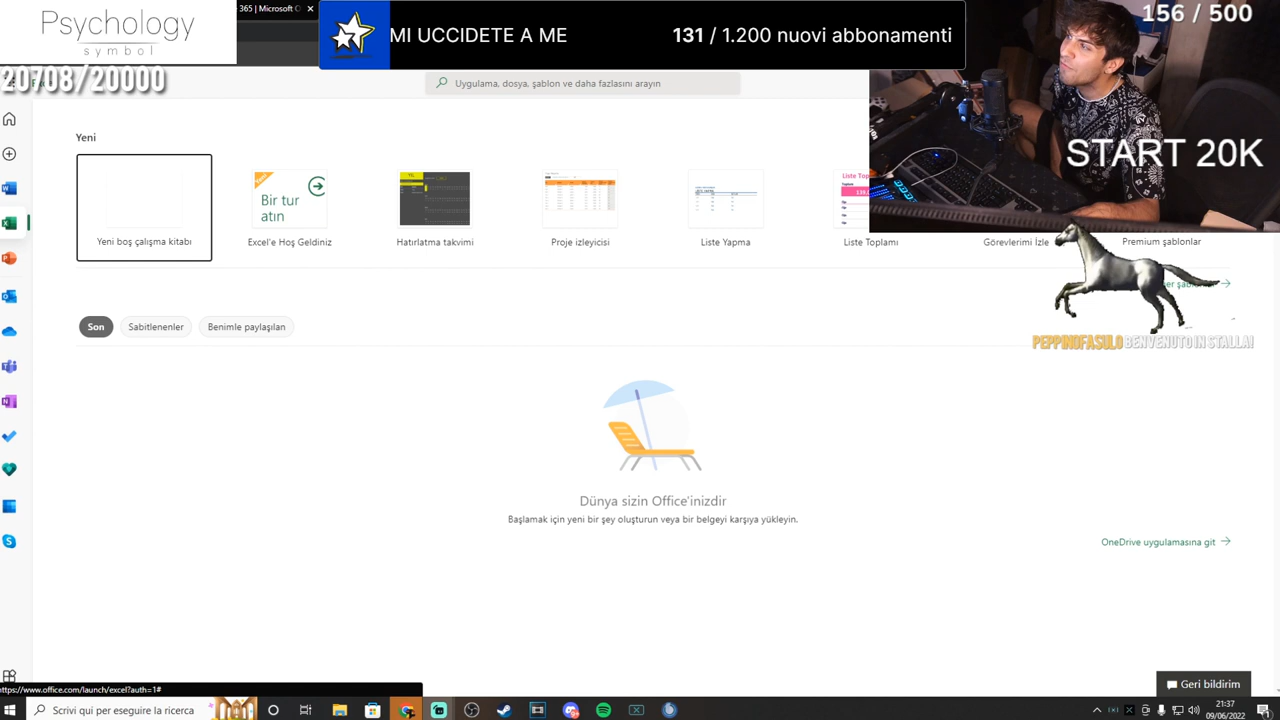 Psychology
symbol
365 | Microsoft O
MI UCCIDETE A ME
131 / 1.200 nuovi abbonamenti
156 / 500
20708/20000
Uygulama, dosya, şablon ve daha fazlasını arayın
START 20K
Yeni
Bir tur
atın
Liste Top
Yeni boş çalışma kitabı
Excel'e Hoş Geldiniz
Hatırlatma takvimi
Proje izleyicisi
Liste Yapma
Liste Toplamı
Görevlerimi İzle
Premium şablonlar
PEPPINOFASULO BENVENUTO IN STALLA!
Son
Sabitlenenler
Benimle paylaşılan
Dünya sizin Office'inizdir
Başlamak için yeni bir şey oluşturun veya bir belgeyi karşıya yükleyin.
OneDrive uygulamasına git
Geri bildirim
https://www.office.com/launch/excel?auth=1#
Scrivi qui per eseguire la ricerca
21:37
09/06/2022